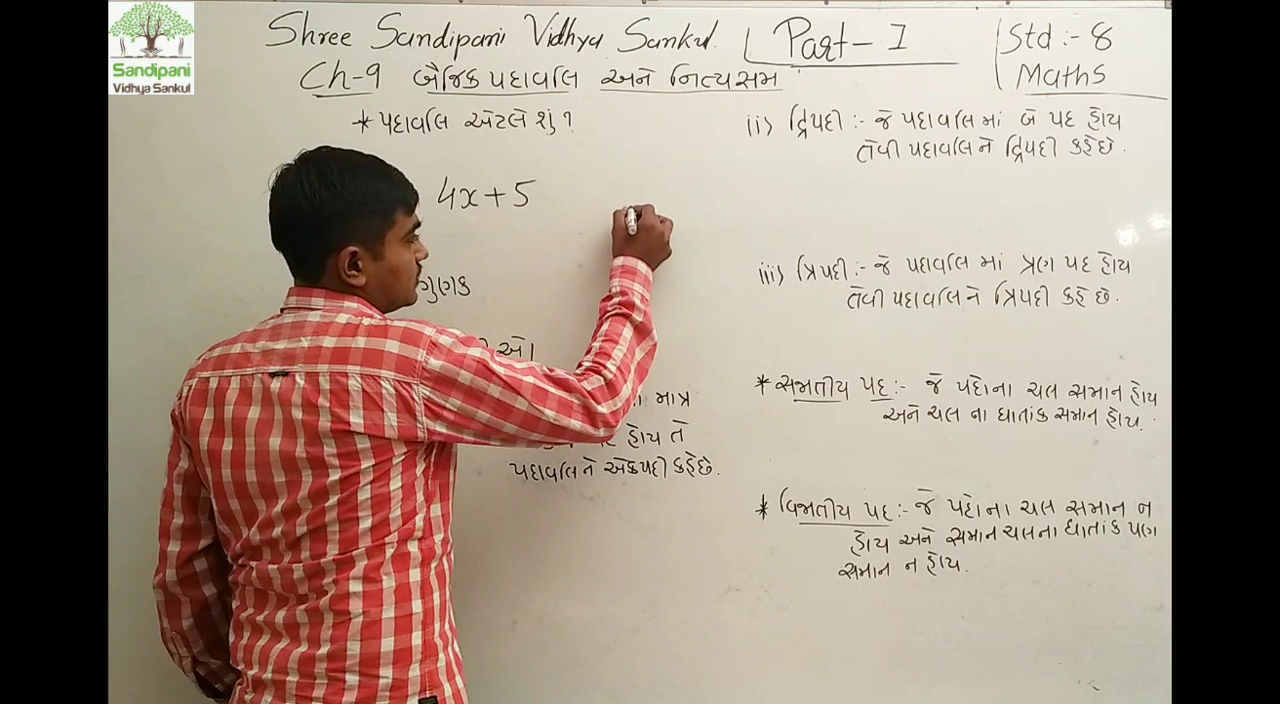 Sandipani
Vidhya Sankul
Shree Sandipani Vidhya Sankul.
Part - I
Std :- 8
Maths
Ch-9 બૈજિક પદાવલિ અને નિત્યસમ
* પદાવલિ એટલે શું?
4x + 5
ગુણક
માત્ર
હોય તે
પદાવલિને એકપદી કહે છે.
ii) દ્વિપદી :- જે પદાવલિમાં બે પદ હોય
તેવી પદાવલિને દ્વિપદી કહે છે.
iii) ત્રિપદી :- જે પદાવલિ માં ત્રણ પદ હોય
તેવી પદાવલિને ત્રિપદી કહે છે.
* સજાતીય પદ :- જે પદોના ચલ સમાન હોય
અને ચલ ના ઘાતાંક સમાન હોય.
* વિજાતીય પદ :- જે પદોના ચલ સમાન ન
હોય અને સમાન ચલના ઘાતાંક પણ
સમાન ન હોય.